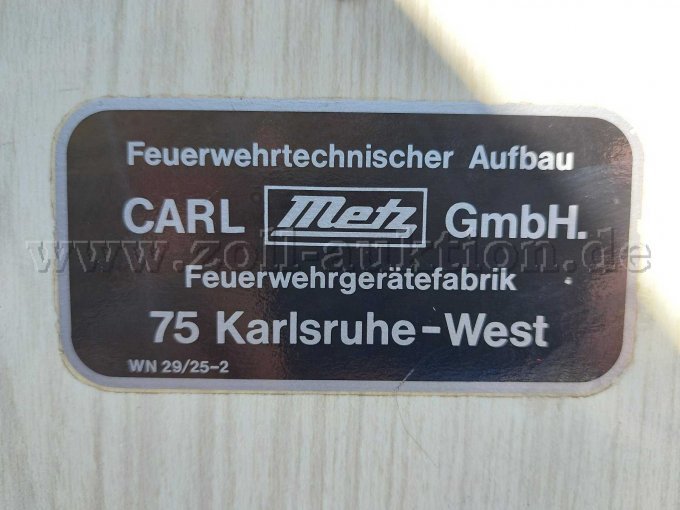 Feuerwehrtechnischer Aufbau
CARL Metz GmbH.
www.zoll-auktion.de
Feuerwehrgerätefabrik
75 Karlsruhe-West
WN 29/25-2